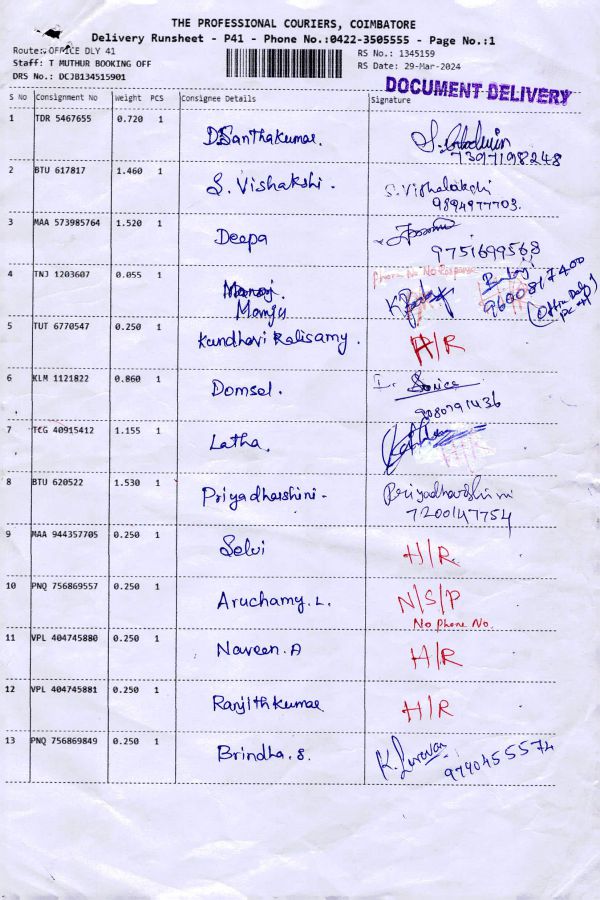 THE PROFESSIONAL COURIERS, COIMBATORE
Delivery Runsheet - P41 - Phone No.:0422-3505555 - Page No.:1
Route: OFFICE DLY 41
Staff: T MUTHUR BOOKING OFF
DRS No.: DCJB134515901
RS No.: 1345159
RS Date: 29-Mar-2024
DOCUMENT DELIVERY
S No Consignment No Weight PCS Consignee Details Signature
1 TDR 5467655 0.720 1 D.Santhakumar.
73971198248
2 BTU 617817 1.460 1 S. Vishakshi. S. Vishalakshi
9894977703.
3 MAA 573985764 1.520 1 Deepa
9751699568
4 TNJ 1203607 0.055 1 Phone No No Response
Manoj. Balaji
Manju 9600817400
5 TUT 6770547 0.250 1 Kundhavi Kalisamy. H/R
6 KLM 1121822 0.860 1 Domsel.
9080791436
7 TCG 40915412 1.155 1 Latha.
8 BTU 620522 1.530 1 Priyadharshini. Priyadharshini
7200147754
9 MAA 944357705 0.250 1 Selvi H/R
10 PNQ 756869557 0.250 1 Aruchamy. L. N/S/P
No Phone No.
11 VPL 404745880 0.250 1 Naveen. A H/R
12 VPL 404745881 0.250 1 Ranjithkumar H/R
13 PNQ 756869849 0.250 1 Brindha. S.
9740455574